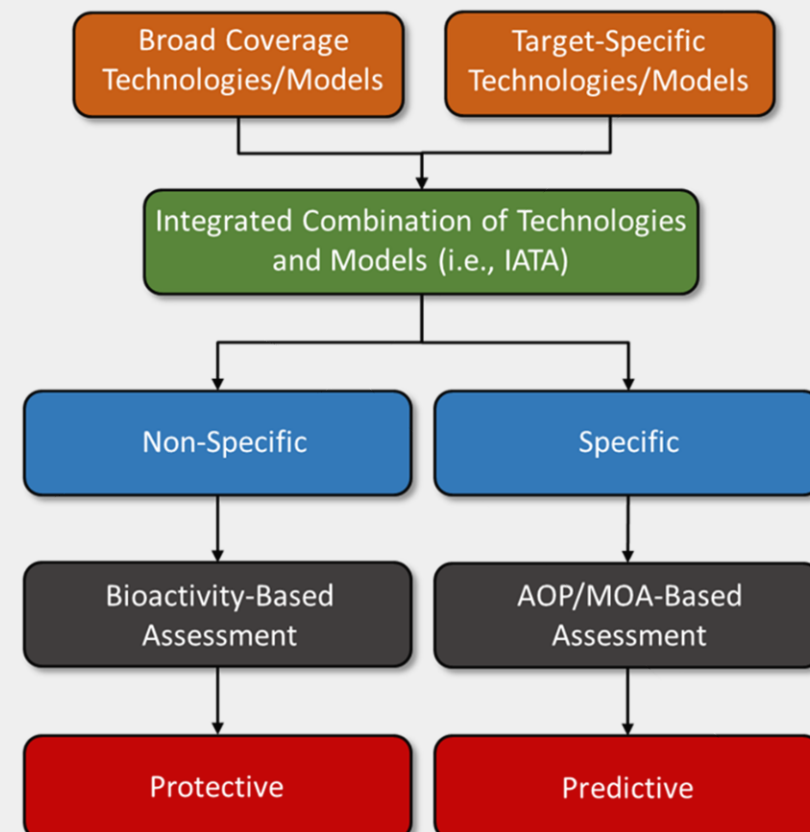 Broad Coverage
Technologies/Models
Target-Specific
Technologies/Models
Integrated Combination of Technologies
and Models (i.e., IATA)
Non-Specific
Specific
Bioactivity-Based
Assessment
AOP/MOA-Based
Assessment
Protective
Predictive